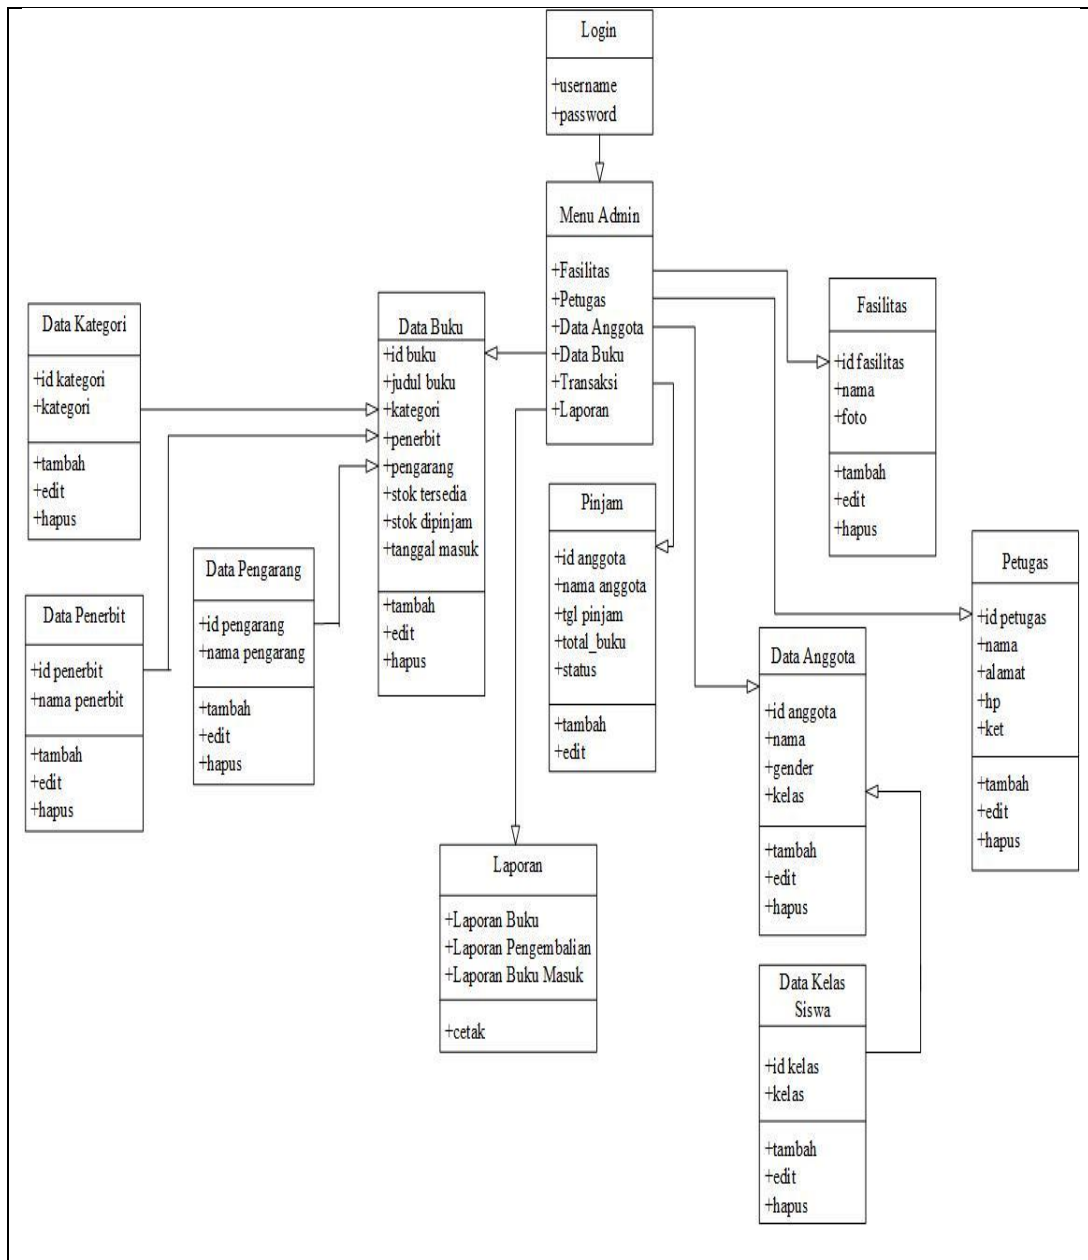 Login
+username
+password
Menu Admin
+Fasilitas
+Petugas
+Data Anggota
+Data Buku
+Transaksi
+Laporan
Data Kategori
+id kategori
+kategori
+tambah
+edit
+hapus
Data Buku
+id buku
+judul buku
+kategori
+penerbit
+pengarang
+stok tersedia
+stok dipinjam
+tanggal masuk
+tambah
+edit
+hapus
Fasilitas
+id fasilitas
+nama
+foto
+tambah
+edit
+hapus
Pinjam
+id anggota
+nama anggota
+tgl pinjam
+total_buku
+status
+tambah
+edit
Petugas
+id petugas
+nama
+alamat
+hp
+ket
+tambah
+edit
+hapus
Data Pengarang
+id pengarang
+nama pengarang
+tambah
+edit
+hapus
Data Penerbit
+id penerbit
+nama penerbit
+tambah
+edit
+hapus
Data Anggota
+id anggota
+nama
+gender
+kelas
+tambah
+edit
+hapus
Laporan
+Laporan Buku
+Laporan Pengembalian
+Laporan Buku Masuk
+cetak
Data Kelas
Siswa
+id kelas
+kelas
+tambah
+edit
+hapus